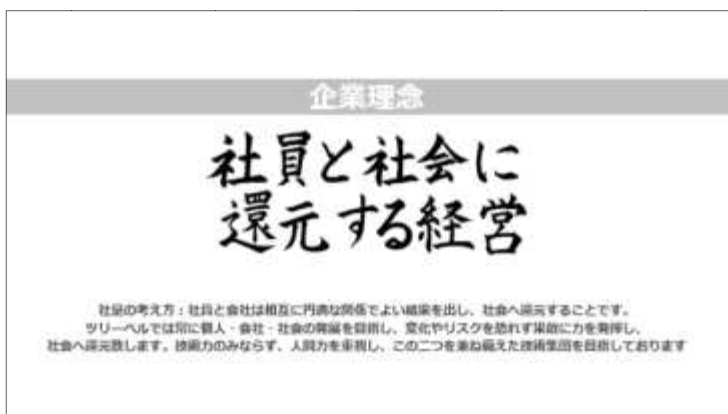 企業理念
社員と社会に
還元する経営
社是の考え方：社員と会社は相互に円満な関係でよい結果を出し、社会へ還元することです。
ツリーベルでは常に個人・会社・社会の発展を目指し、変化やリスクを恐れず果敢に力を発揮し、
社会へ還元致します。技術力のみならず、人間力を重視し、この二つを兼ね備えた技術集団を目指しております